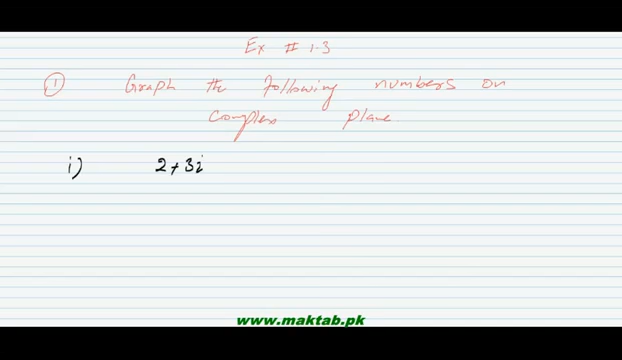 Ex # 1.3
① Graph the following numbers on
Complex plane.
i) 2+3i
www.maktab.pk